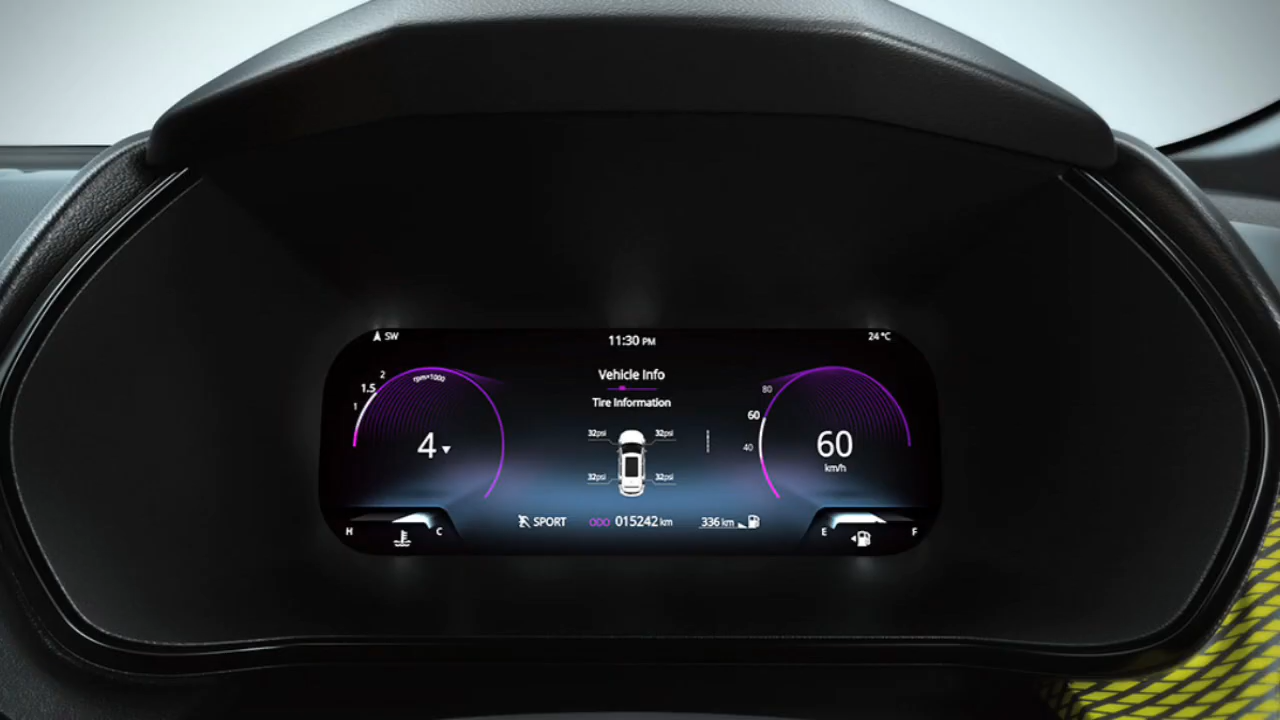 SW
11:30 PM
24 °C
2
1.5
1
rpm×1000
4
Vehicle Info
Tire Information
32psi 32psi
32psi 32psi
80
60
40
60
km/h
SPORT
ODO 015242 km
336 km
H C
E F